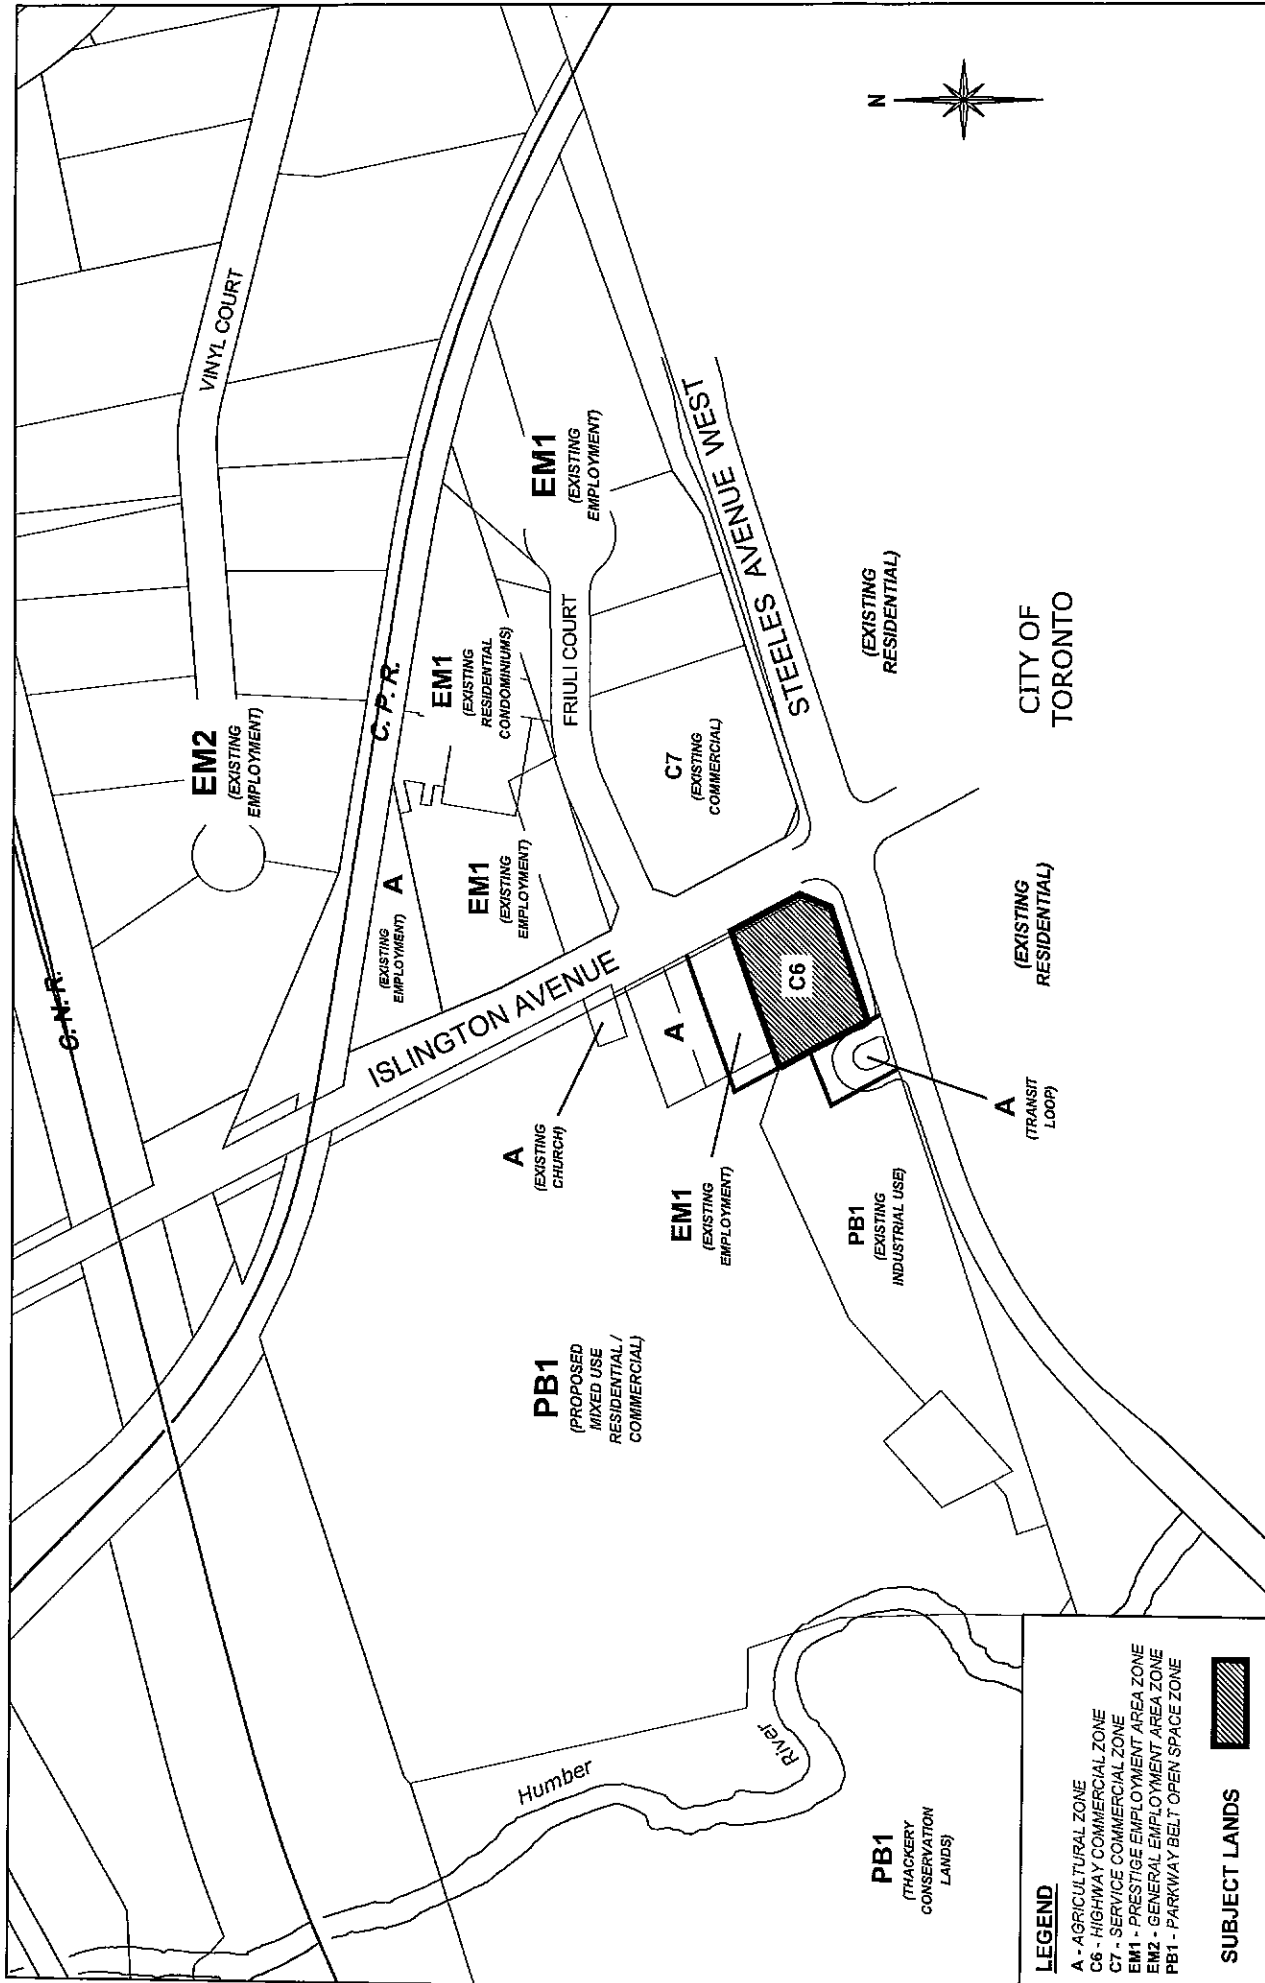 N
VINYL COURT
EM2
(EXISTING
EMPLOYMENT)
C. N. R.
C. P. R.
EM1
(EXISTING
EMPLOYMENT)
EM1
(EXISTING
RESIDENTIAL
CONDOMINIUMS)
FRIULI COURT
A
(EXISTING
EMPLOYMENT)
EM1
(EXISTING
EMPLOYMENT)
C7
(EXISTING
COMMERCIAL)
STEELES AVENUE WEST
ISLINGTON AVENUE
(EXISTING
RESIDENTIAL)
CITY OF
TORONTO
(EXISTING
RESIDENTIAL)
C6
A
A
(EXISTING
CHURCH)
EM1
(EXISTING
EMPLOYMENT)
A
(TRANSIT
LOOP)
PB1
(EXISTING
INDUSTRIAL USE)
PB1
(PROPOSED
MIXED USE
RESIDENTIAL /
COMMERCIAL)
Humber
River
PB1
(THACKERY
CONSERVATION
LANDS)
LEGEND
A - AGRICULTURAL ZONE
C6 - HIGHWAY COMMERCIAL ZONE
C7 - SERVICE COMMERCIAL ZONE
EM1 - PRESTIGE EMPLOYMENT AREA ZONE
EM2 - GENERAL EMPLOYMENT AREA ZONE
PB1 - PARKWAY BELT OPEN SPACE ZONE
SUBJECT LANDS